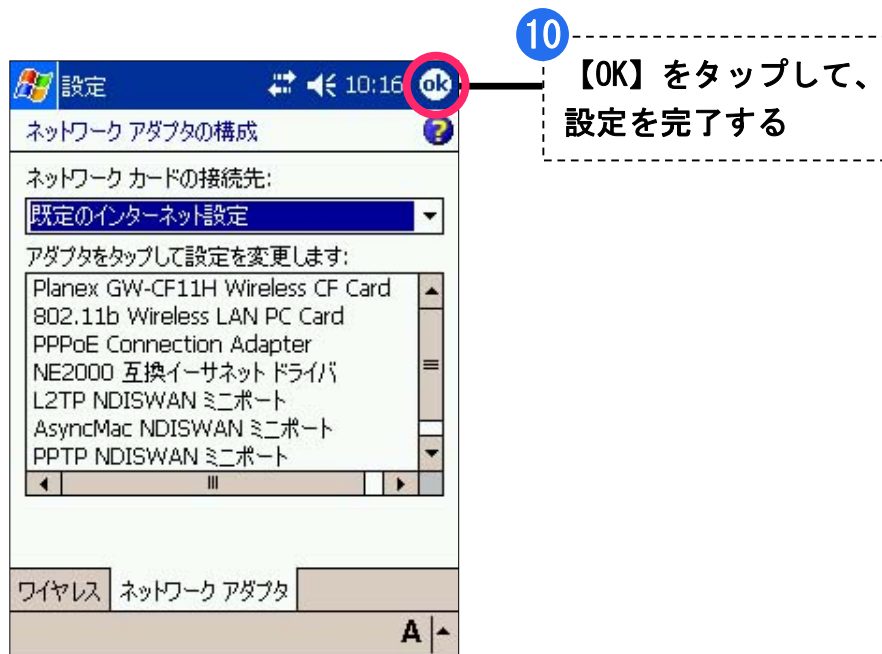 10
【OK】をタップして、
設定を完了する
設定 10:16 ok
ネットワーク アダプタの構成 ?
ネットワーク カードの接続先:
既定のインターネット設定
アダプタをタップして設定を変更します:
Planex GW-CF11H Wireless CF Card
802.11b Wireless LAN PC Card
PPPoE Connection Adapter
NE2000 互換イーサネット ドライバ
L2TP NDISWAN ミニポート
AsyncMac NDISWAN ミニポート
PPTP NDISWAN ミニポート
ワイヤレス ネットワーク アダプタ
A